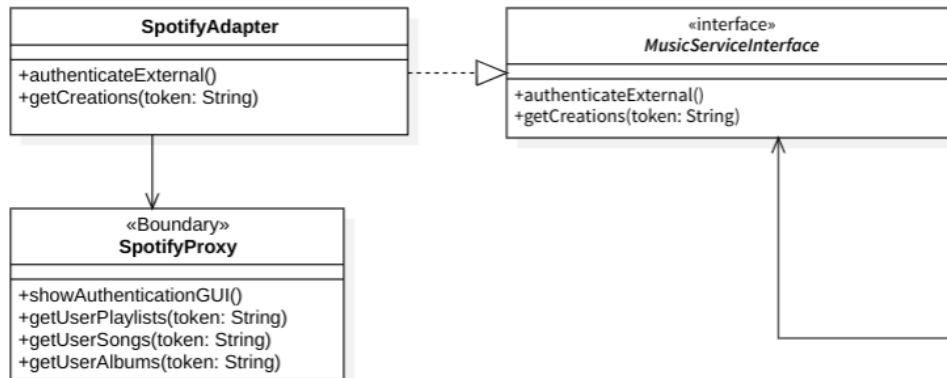 SpotifyAdapter
+authenticateExternal()
+getCreations(token: String)
«interface»
MusicServiceInterface
+authenticateExternal()
+getCreations(token: String)
«Boundary»
SpotifyProxy
+showAuthenticationGUI()
+getUserPlaylists(token: String)
+getUserSongs(token: String)
+getUserAlbums(token: String)